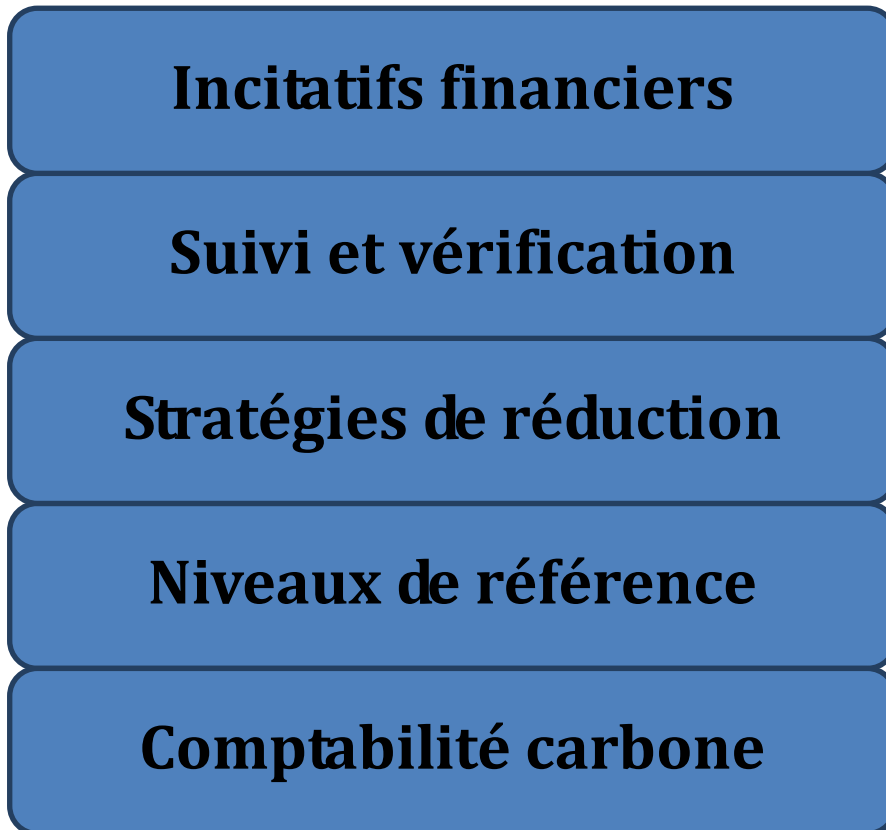 Incitatifs financiers
Suivi et vérification
Stratégies de réduction
Niveaux de référence
Comptabilité carbone